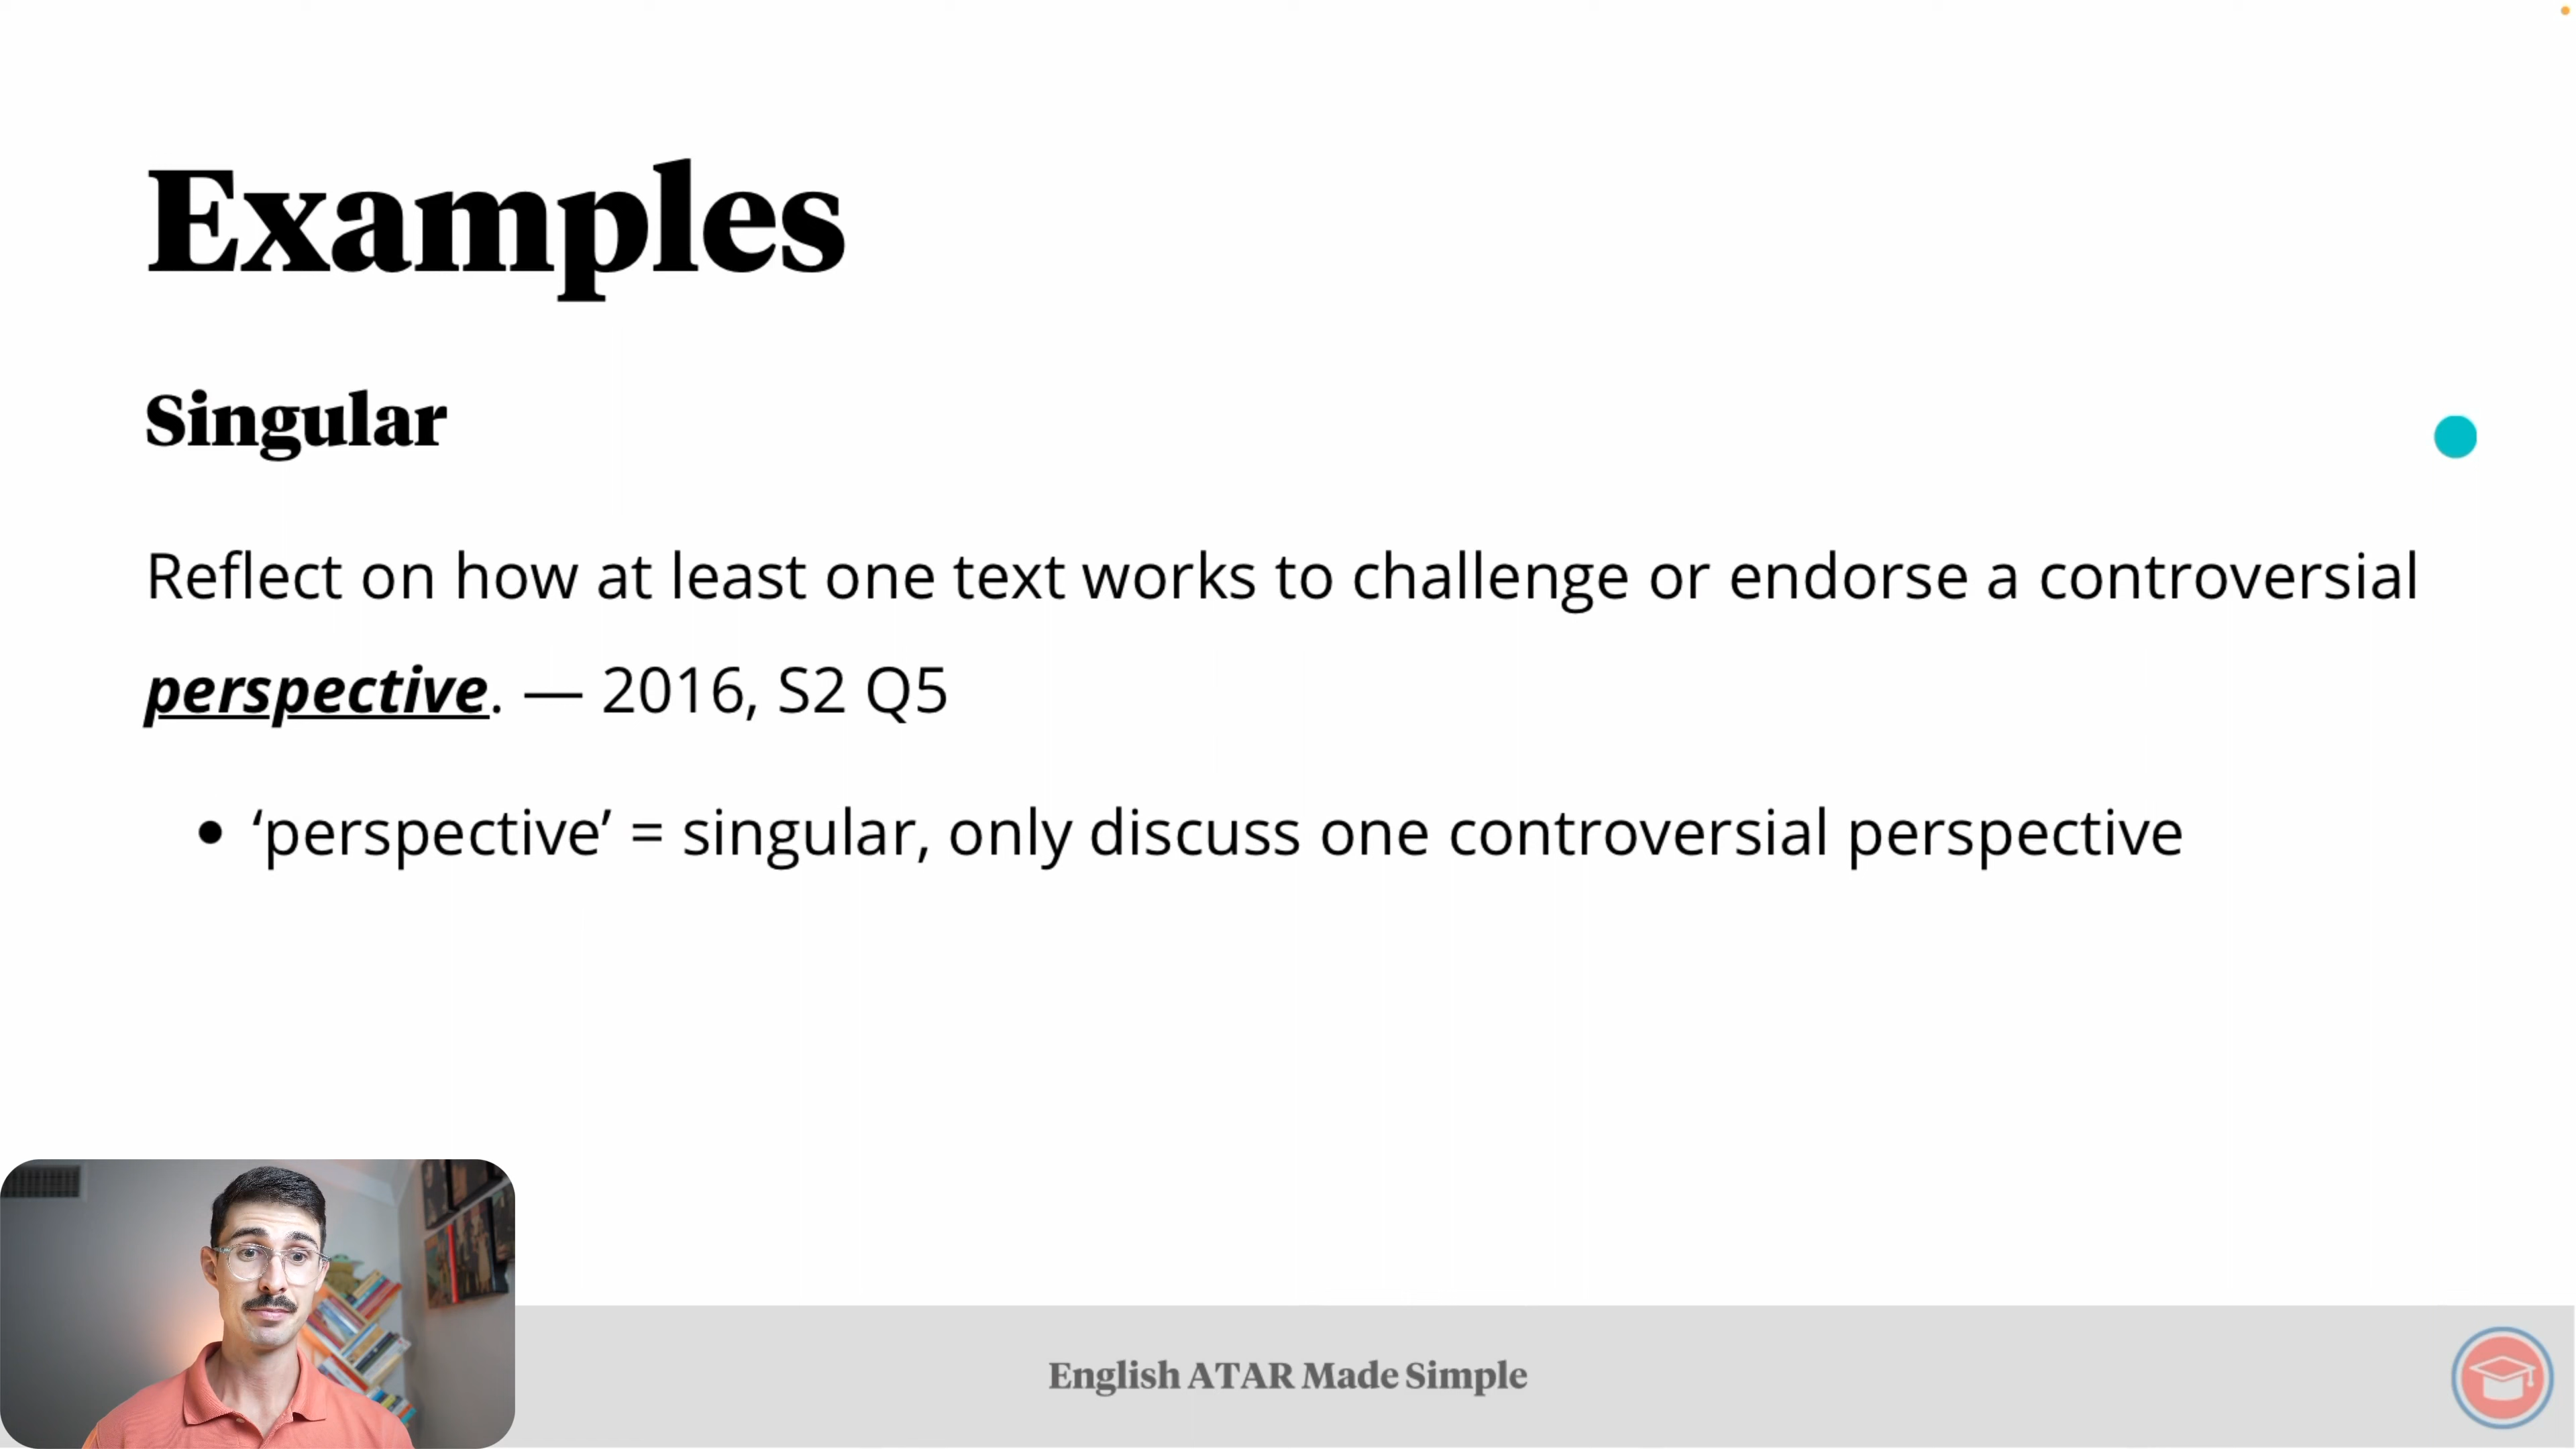 Examples
Singular
Reflect on how at least one text works to challenge or endorse a controversial
perspective. — 2016, S2 Q5
• ‘perspective’ = singular, only discuss one controversial perspective
English ATAR Made Simple